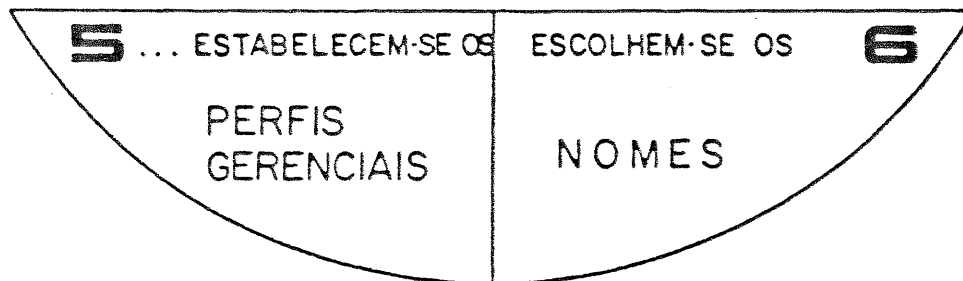 5 ... ESTABELECEM-SE OS
PERFIS
GERENCIAIS
ESCOLHEM-SE OS 6
NOMES